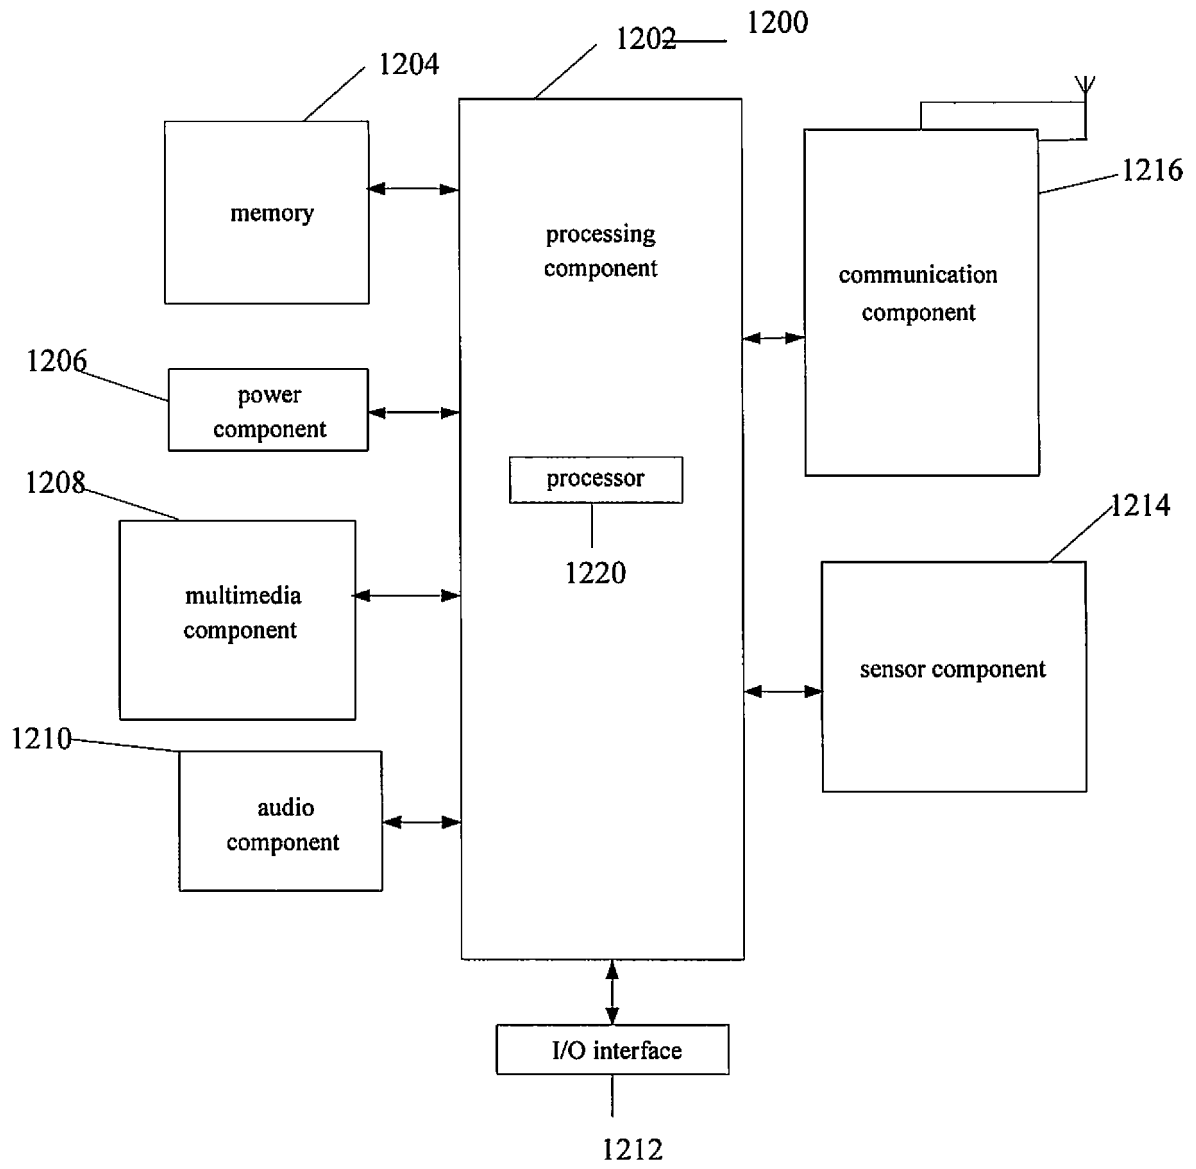 1200
1202
1204
memory
processing
component
1216
communication
component
1206
power
component
processor
1220
1208
multimedia
component
1214
sensor component
1210
audio
component
I/O interface
1212